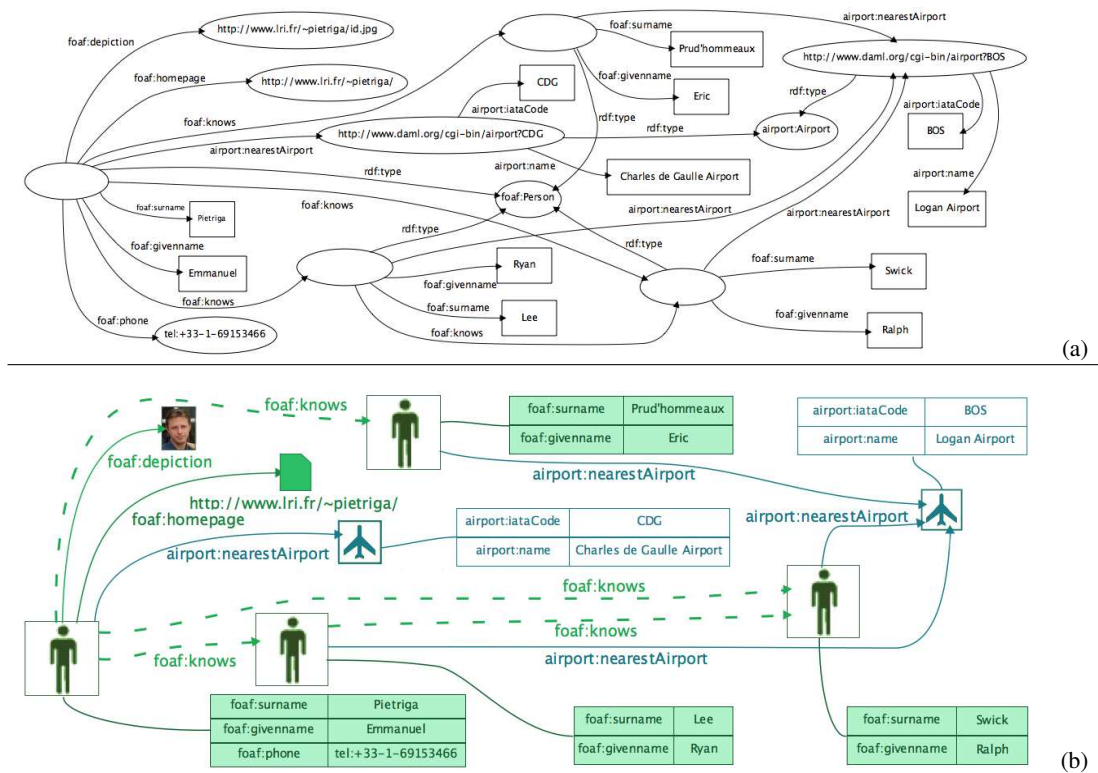 airport:nearestAirport
foaf:surname
http://www.lri.fr/~pietriga/id.jpg
foaf:depiction
Prud'hommeaux
http://www.daml.org/cgi-bin/airport?BOS
foaf:homepage
http://www.lri.fr/~pietriga/
CDG
foaf:givenname
Eric
rdf:type
airport:iataCode
airport:iataCode
foaf:knows
rdf:type
http://www.daml.org/cgi-bin/airport?CDG
rdf:type
airport:Airport
BOS
airport:nearestAirport
airport:name
rdf:type
Charles de Gaulle Airport
airport:name
foaf:Person
foaf:knows
airport:nearestAirport
airport:nearestAirport
Logan Airport
foaf:surname
Pietriga
rdf:type
rdf:type
foaf:givenname
Emmanuel
Ryan
foaf:surname
Swick
foaf:givenname
foaf:knows
foaf:surname
Lee
foaf:givenname
foaf:phone
tel:+33-1-69153466
foaf:knows
Ralph
(a)
foaf:knows
foaf:surname Prud'hommeaux
foaf:givenname Eric
airport:iataCode BOS
airport:name Logan Airport
foaf:depiction
airport:nearestAirport
http://www.lri.fr/~pietriga/
foaf:homepage
airport:nearestAirport
airport:iataCode CDG
airport:name Charles de Gaulle Airport
airport:nearestAirport
foaf:knows
foaf:knows
foaf:knows
airport:nearestAirport
foaf:surname Pietriga
foaf:givenname Emmanuel
foaf:phone tel:+33-1-69153466
foaf:surname Lee
foaf:givenname Ryan
foaf:surname Swick
foaf:givenname Ralph
(b)